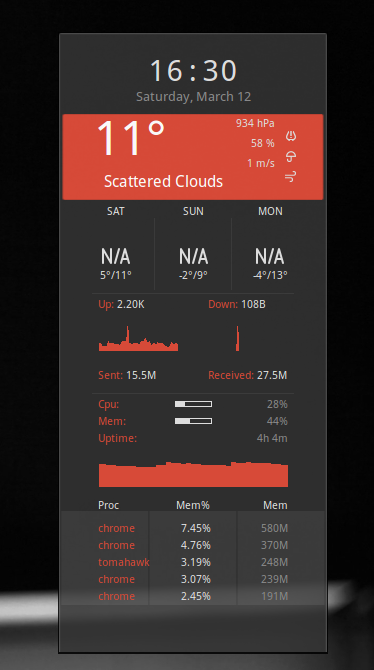 16:30
Saturday, March 12
11°
934 hPa
58 %
1 m/s
Scattered Clouds
SAT SUN MON
N/A N/A N/A
5°/11° -2°/9° -4°/13°
Up: 2.20K Down: 108B
Sent: 15.5M Received: 27.5M
Cpu: 28%
Mem: 44%
Uptime: 4h 4m
Proc Mem% Mem
chrome 7.45% 580M
chrome 4.76% 370M
tomahawk 3.19% 248M
chrome 3.07% 239M
chrome 2.45% 191M